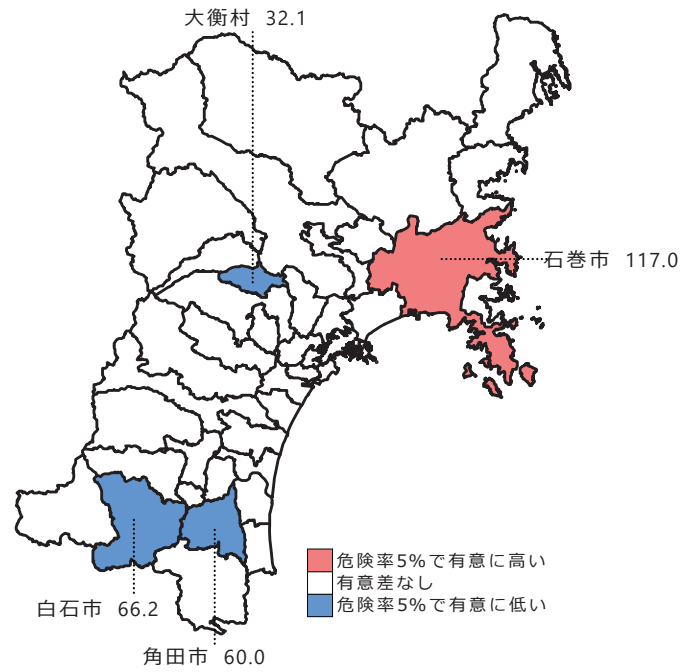 大衡村 32.1
石巻市 117.0
危険率5%で有意に高い
有意差なし
危険率5%で有意に低い
白石市 66.2
角田市 60.0